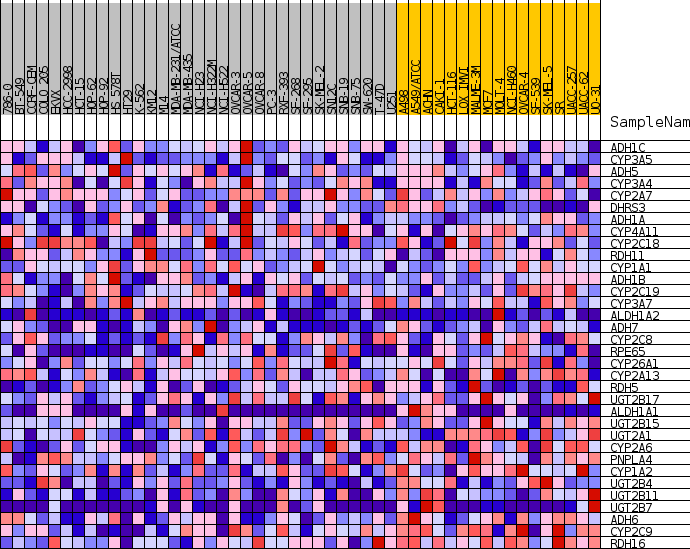 786-0
BT-549
CCRF-CEM
COLO 205
EKVX
HCC-2998
HCT-15
HOP-62
HOP-92
HS 578T
HT29
K-562
KM12
M14
MDA-MB-231/ATCC
MDA-MB-435
NCI-H23
NCI-H322M
NCI-H522
OVCAR-3
OVCAR-5
OVCAR-8
PC-3
RXF-393
SF-268
SF-295
SK-MEL-2
SN12C
SNB-19
SNB-75
SW-620
T-47D
U251
A498
A549/ATCC
ACHN
CAKI-1
HCT-116
LOX IMVI
MALME-3M
MCF7
MOLT-4
NCI-H460
OVCAR-4
SF-539
SK-MEL-5
SR
UACC-257
UACC-62
UO-31
SampleNam
ADH1C
CYP3A5
ADH5
CYP3A4
CYP2A7
DHRS3
ADH1A
CYP4A11
CYP2C18
RDH11
CYP1A1
ADH1B
CYP2C19
CYP3A7
ALDH1A2
ADH7
CYP2C8
RPE65
CYP26A1
CYP2A13
RDH5
UGT2B17
ALDH1A1
UGT2B15
UGT2A1
CYP2A6
PNPLA4
CYP1A2
UGT2B4
UGT2B11
UGT2B7
ADH6
CYP2C9
RDH16